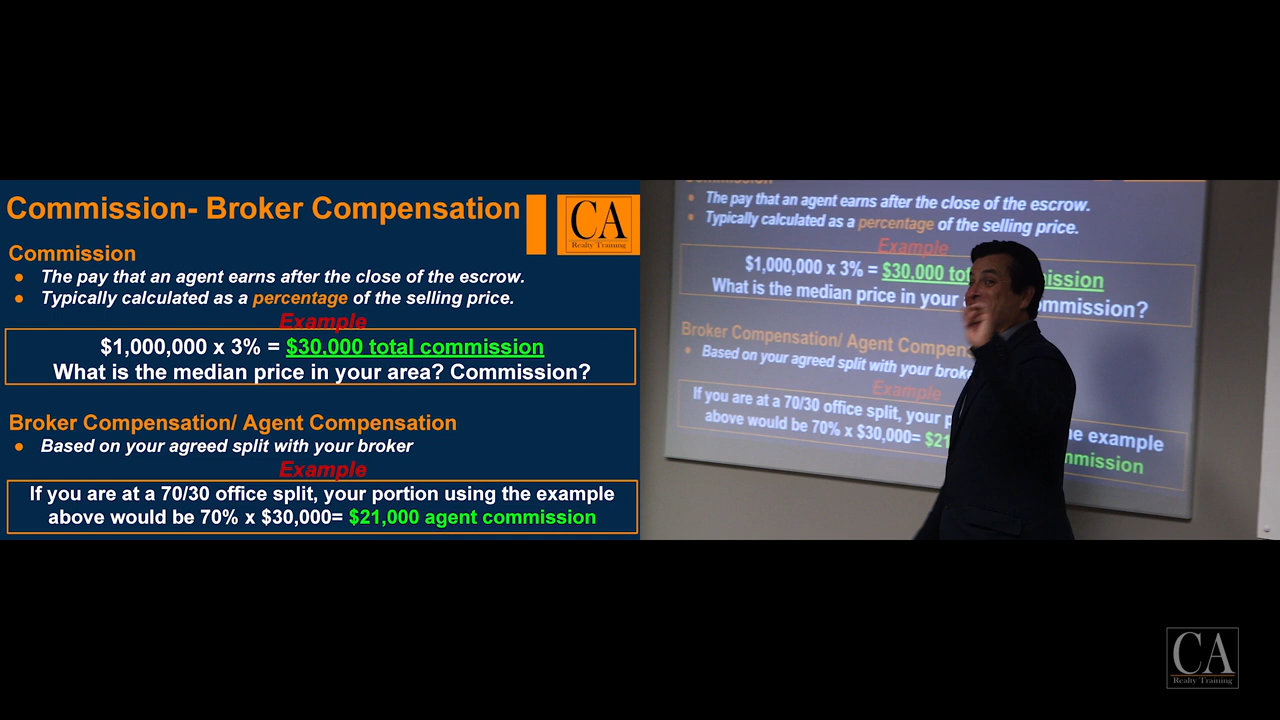 Commission- Broker Compensation
CA
Realty Training
Commission
● The pay that an agent earns after the close of the escrow.
● Typically calculated as a percentage of the selling price.
Example
$1,000,000 x 3% = $30,000 total commission
What is the median price in your area? Commission?
Broker Compensation/ Agent Compensation
● Based on your agreed split with your broker
Example
If you are at a 70/30 office split, your portion using the example
above would be 70% x $30,000= $21,000 agent commission
● The pay that an agent earns after the close of the escrow.
● Typically calculated as a percentage of the selling price.
Example
$1,000,000 x 3% = $30,000 ission
What is the median price in your ommission?
Broker Compensation/ Agent
● Based on your agreed split with your
Example
If you are at a 70/30 office split, your example
above would be 70% x $30,000= $21 mmission
CA
Realty Training